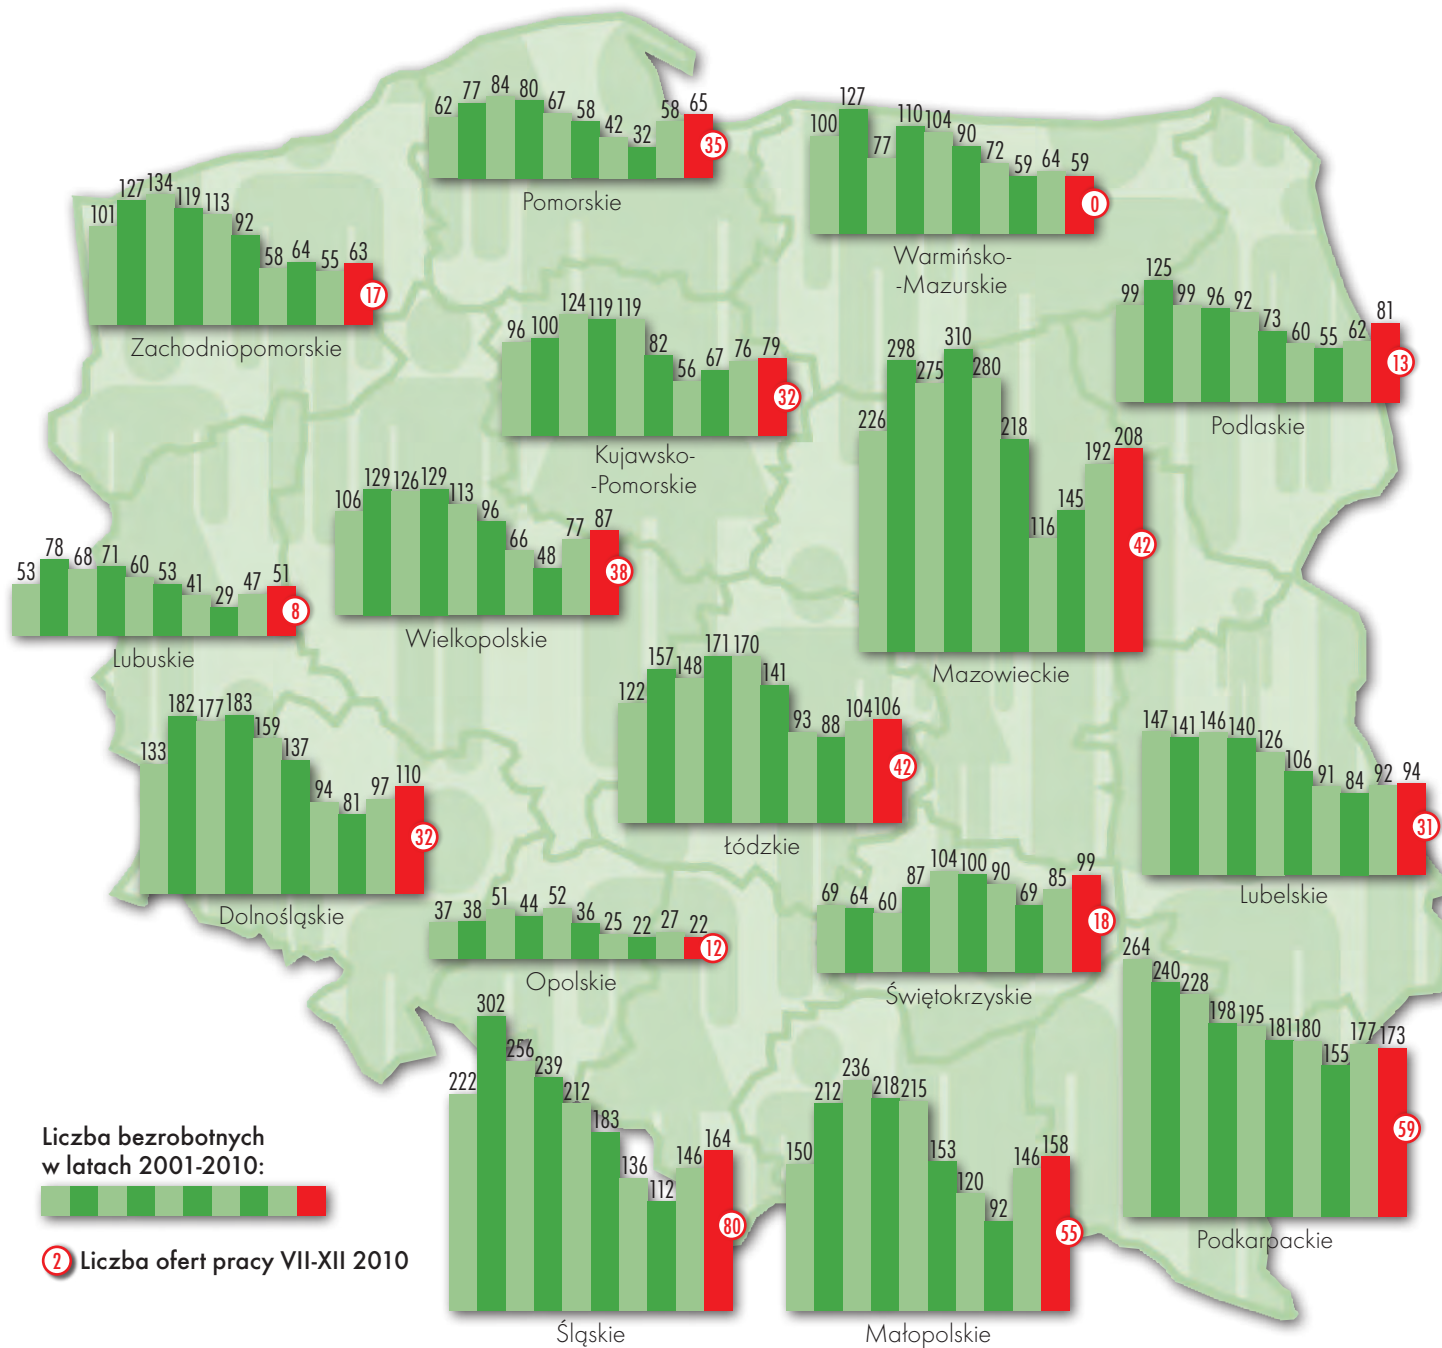 62 77 84 80 67 58 42 32 58 65
35
Pomorskie
100 127 77 110 104 90 72 59 64 59
0
Warmińsko-
-Mazurskie
101 127 134 119 113 92 58 64 55 63
17
Zachodniopomorskie
96 100 124 119 119 82 56 67 76 79
32
Kujawsko-
-Pomorskie
99 125 99 96 92 73 60 55 62 81
13
Podlaskie
226 298 275 310 280 218 116 145 192 208
42
Mazowieckie
106 129 126 129 113 96 66 48 77 87
38
Wielkopolskie
53 78 68 71 60 53 41 29 47 51
8
Lubuskie
122 157 148 171 170 141 93 88 104 106
42
Łódzkie
133 182 177 183 159 137 94 81 97 110
32
Dolnośląskie
147 141 146 140 126 106 91 84 92 94
31
Lubelskie
37 38 51 44 52 36 25 22 27 22
12
Opolskie
69 64 60 87 104 100 90 69 85 99
18
Świętokrzyskie
222 302 256 239 212 183 136 112 146 164
80
Śląskie
150 212 236 218 215 153 120 92 146 158
55
Małopolskie
264 240 228 198 195 181 180 155 177 173
59
Podkarpackie
Liczba bezrobotnych
w latach 2001-2010:
2 Liczba ofert pracy VII-XII 2010